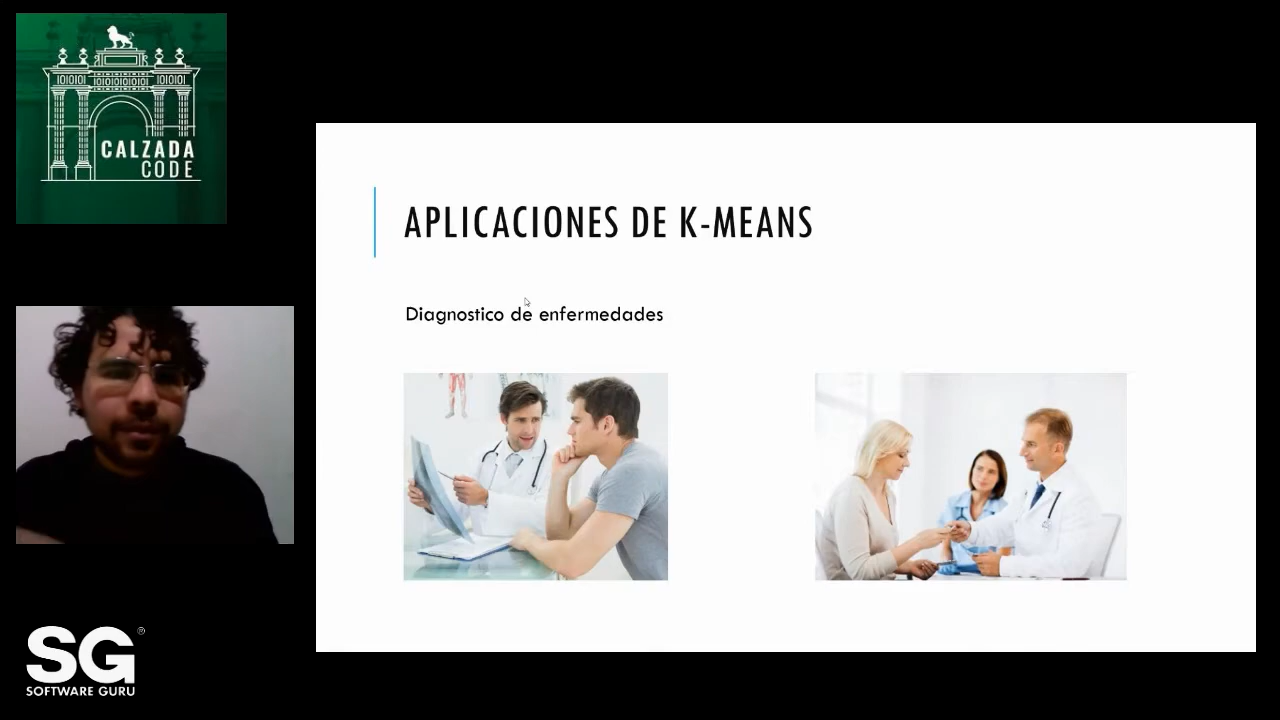 CALZADA
CODE
APLICACIONES DE K-MEANS
Diagnostico de enfermedades
SG®
SOFTWARE GURU